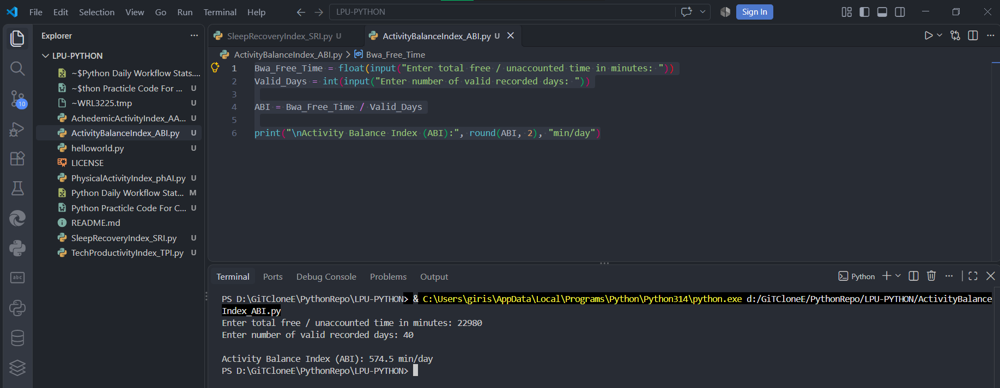 File Edit Selection View Go Run Terminal Help
LPU-PYTHON
Sign In
Explorer
LPU-PYTHON
~$Python Daily Workflow Stats....
~$thon Practicle Code For ... U
~WRL3225.tmp U
AchedemicActivityIndex_AA... U
ActivityBalanceIndex_ABI.py U
helloworld.py U
LICENSE
PhysicalActivityIndex_phAI.py U
Python Daily Workflow Stat... M
Python Practicle Code For C... U
README.md
SleepRecoveryIndex_SRI.py U
TechProductivityIndex_TPI.py U
10
abc
SleepRecoveryIndex_SRI.py U
ActivityBalanceIndex_ABI.py U
ActivityBalanceIndex_ABI.py > Bwa_Free_Time
1 Bwa_Free_Time = float(input("Enter total free / unaccounted time in minutes: "))
2 Valid_Days = int(input("Enter number of valid recorded days: "))
3
4 ABI = Bwa_Free_Time / Valid_Days
5
6 print("\nActivity Balance Index (ABI):", round(ABI, 2), "min/day")
Terminal Ports Debug Console Problems Output
Python
PS D:\GiTCloneE\PythonRepo\LPU-PYTHON> & C:\Users\giris\AppData\Local\Programs\Python\Python314\python.exe d:/GiTCloneE/PythonRepo/LPU-PYTHON/ActivityBalance
Index_ABI.py
Enter total free / unaccounted time in minutes: 22980
Enter number of valid recorded days: 40
Activity Balance Index (ABI): 574.5 min/day
PS D:\GiTCloneE\PythonRepo\LPU-PYTHON>